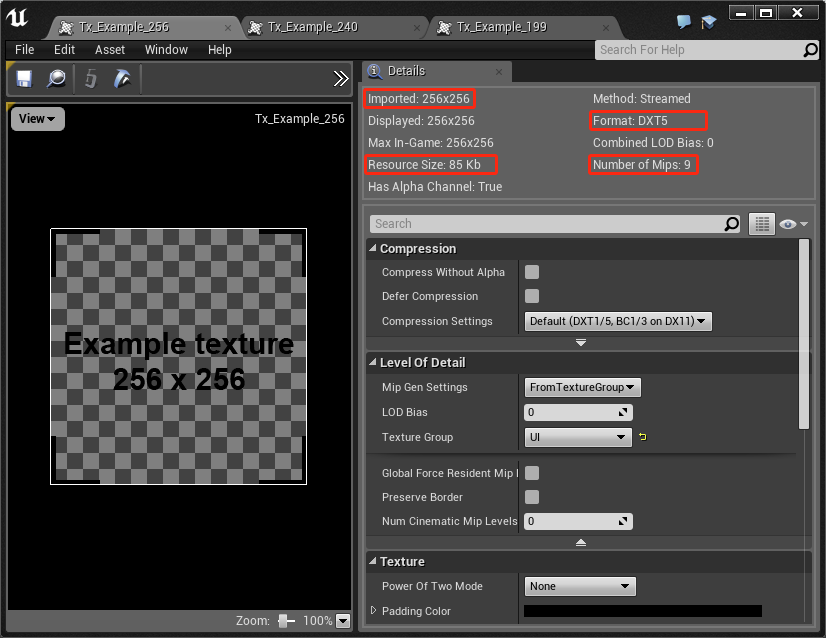 Tx_Example_256
Tx_Example_240
Tx_Example_199
File Edit Asset Window Help
Search For Help
View
Tx_Example_256
Example texture
256 x 256
Zoom: 100%
Details
Imported: 256x256
Method: Streamed
Displayed: 256x256
Format: DXT5
Max In-Game: 256x256
Combined LOD Bias: 0
Resource Size: 85 Kb
Number of Mips: 9
Has Alpha Channel: True
Search
Compression
Compress Without Alpha
Defer Compression
Compression Settings Default (DXT1/5, BC1/3 on DX11)
Level Of Detail
Mip Gen Settings FromTextureGroup
LOD Bias 0
Texture Group UI
Global Force Resident Mip
Preserve Border
Num Cinematic Mip Levels 0
Texture
Power Of Two Mode None
Padding Color